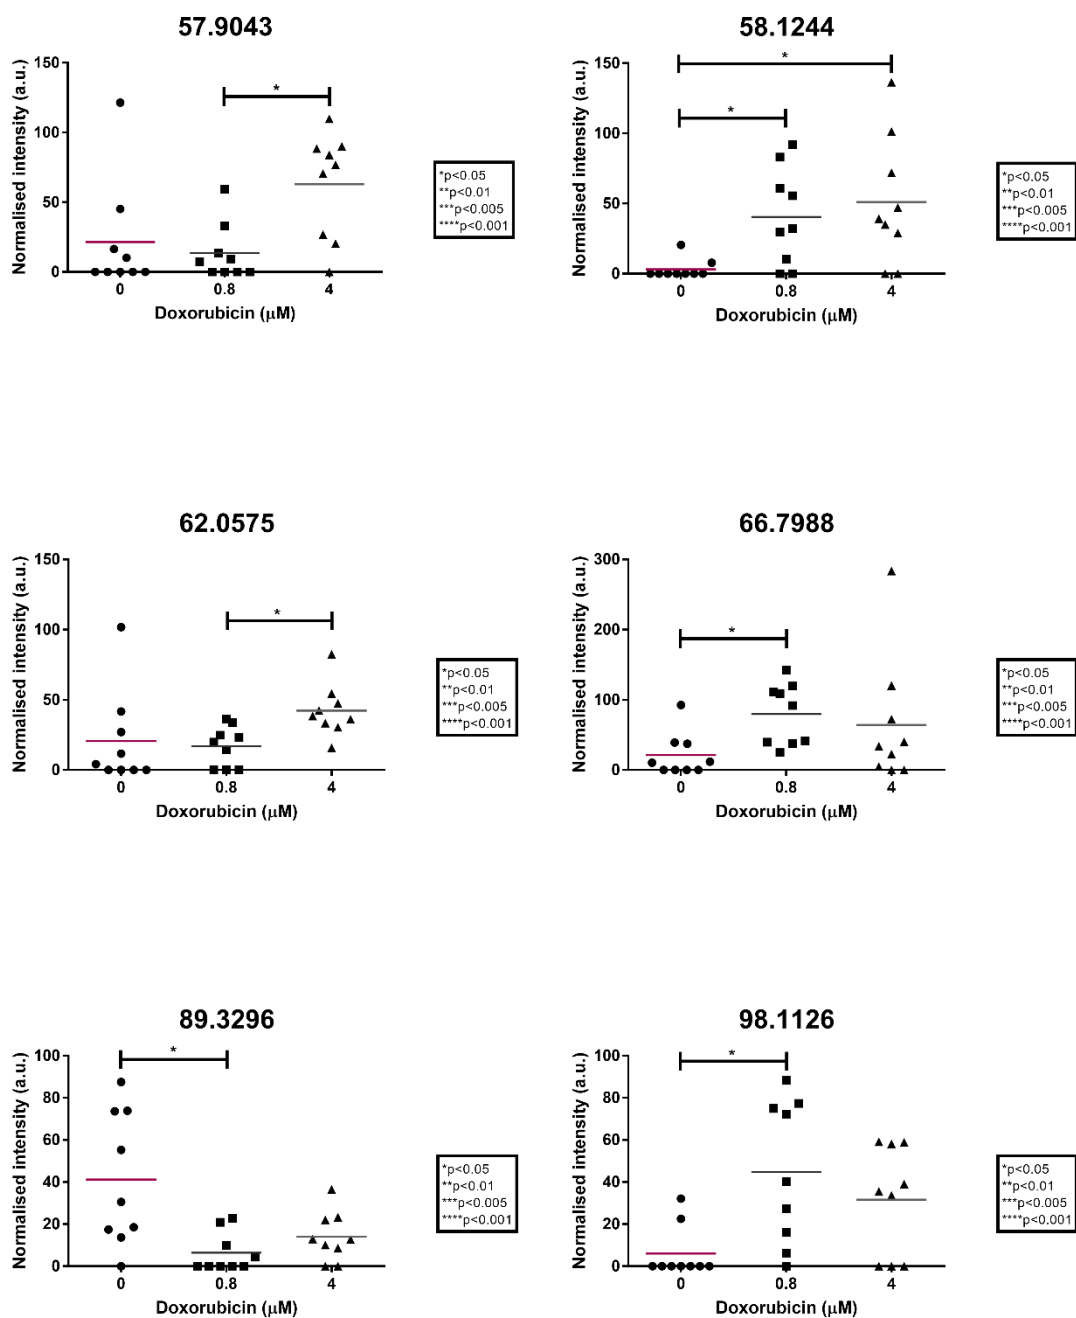 57.9043
Normalised intensity (a.u.)
150
100
50
0
*
0
0.8
4
Doxorubicin (μM)
*p<0.05
**p<0.01
***p<0.005
****p<0.001
58.1244
Normalised intensity (a.u.)
150
100
50
0
*
*
0
0.8
4
Doxorubicin (μM)
*p<0.05
**p<0.01
***p<0.005
****p<0.001
62.0575
Normalised intensity (a.u.)
150
100
50
0
*
0
0.8
4
Doxorubicin (μM)
*p<0.05
**p<0.01
***p<0.005
****p<0.001
66.7988
Normalised intensity (a.u.)
300
200
100
0
*
0
0.8
4
Doxorubicin (μM)
*p<0.05
**p<0.01
***p<0.005
****p<0.001
89.3296
Normalised intensity (a.u.)
100
80
60
40
20
0
*
0
0.8
4
Doxorubicin (μM)
*p<0.05
**p<0.01
***p<0.005
****p<0.001
98.1126
Normalised intensity (a.u.)
100
80
60
40
20
0
*
0
0.8
4
Doxorubicin (μM)
*p<0.05
**p<0.01
***p<0.005
****p<0.001